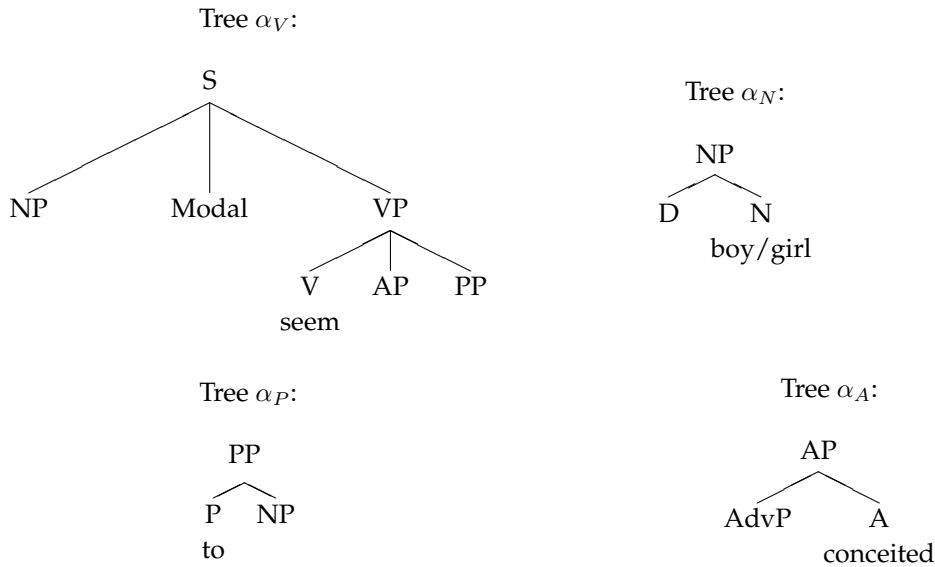 Tree αV:
S
NP Modal VP
V AP PP
seem
Tree αN:
NP
D N
boy/girl
Tree αP:
PP
P NP
to
Tree αA:
AP
AdvP A
conceited